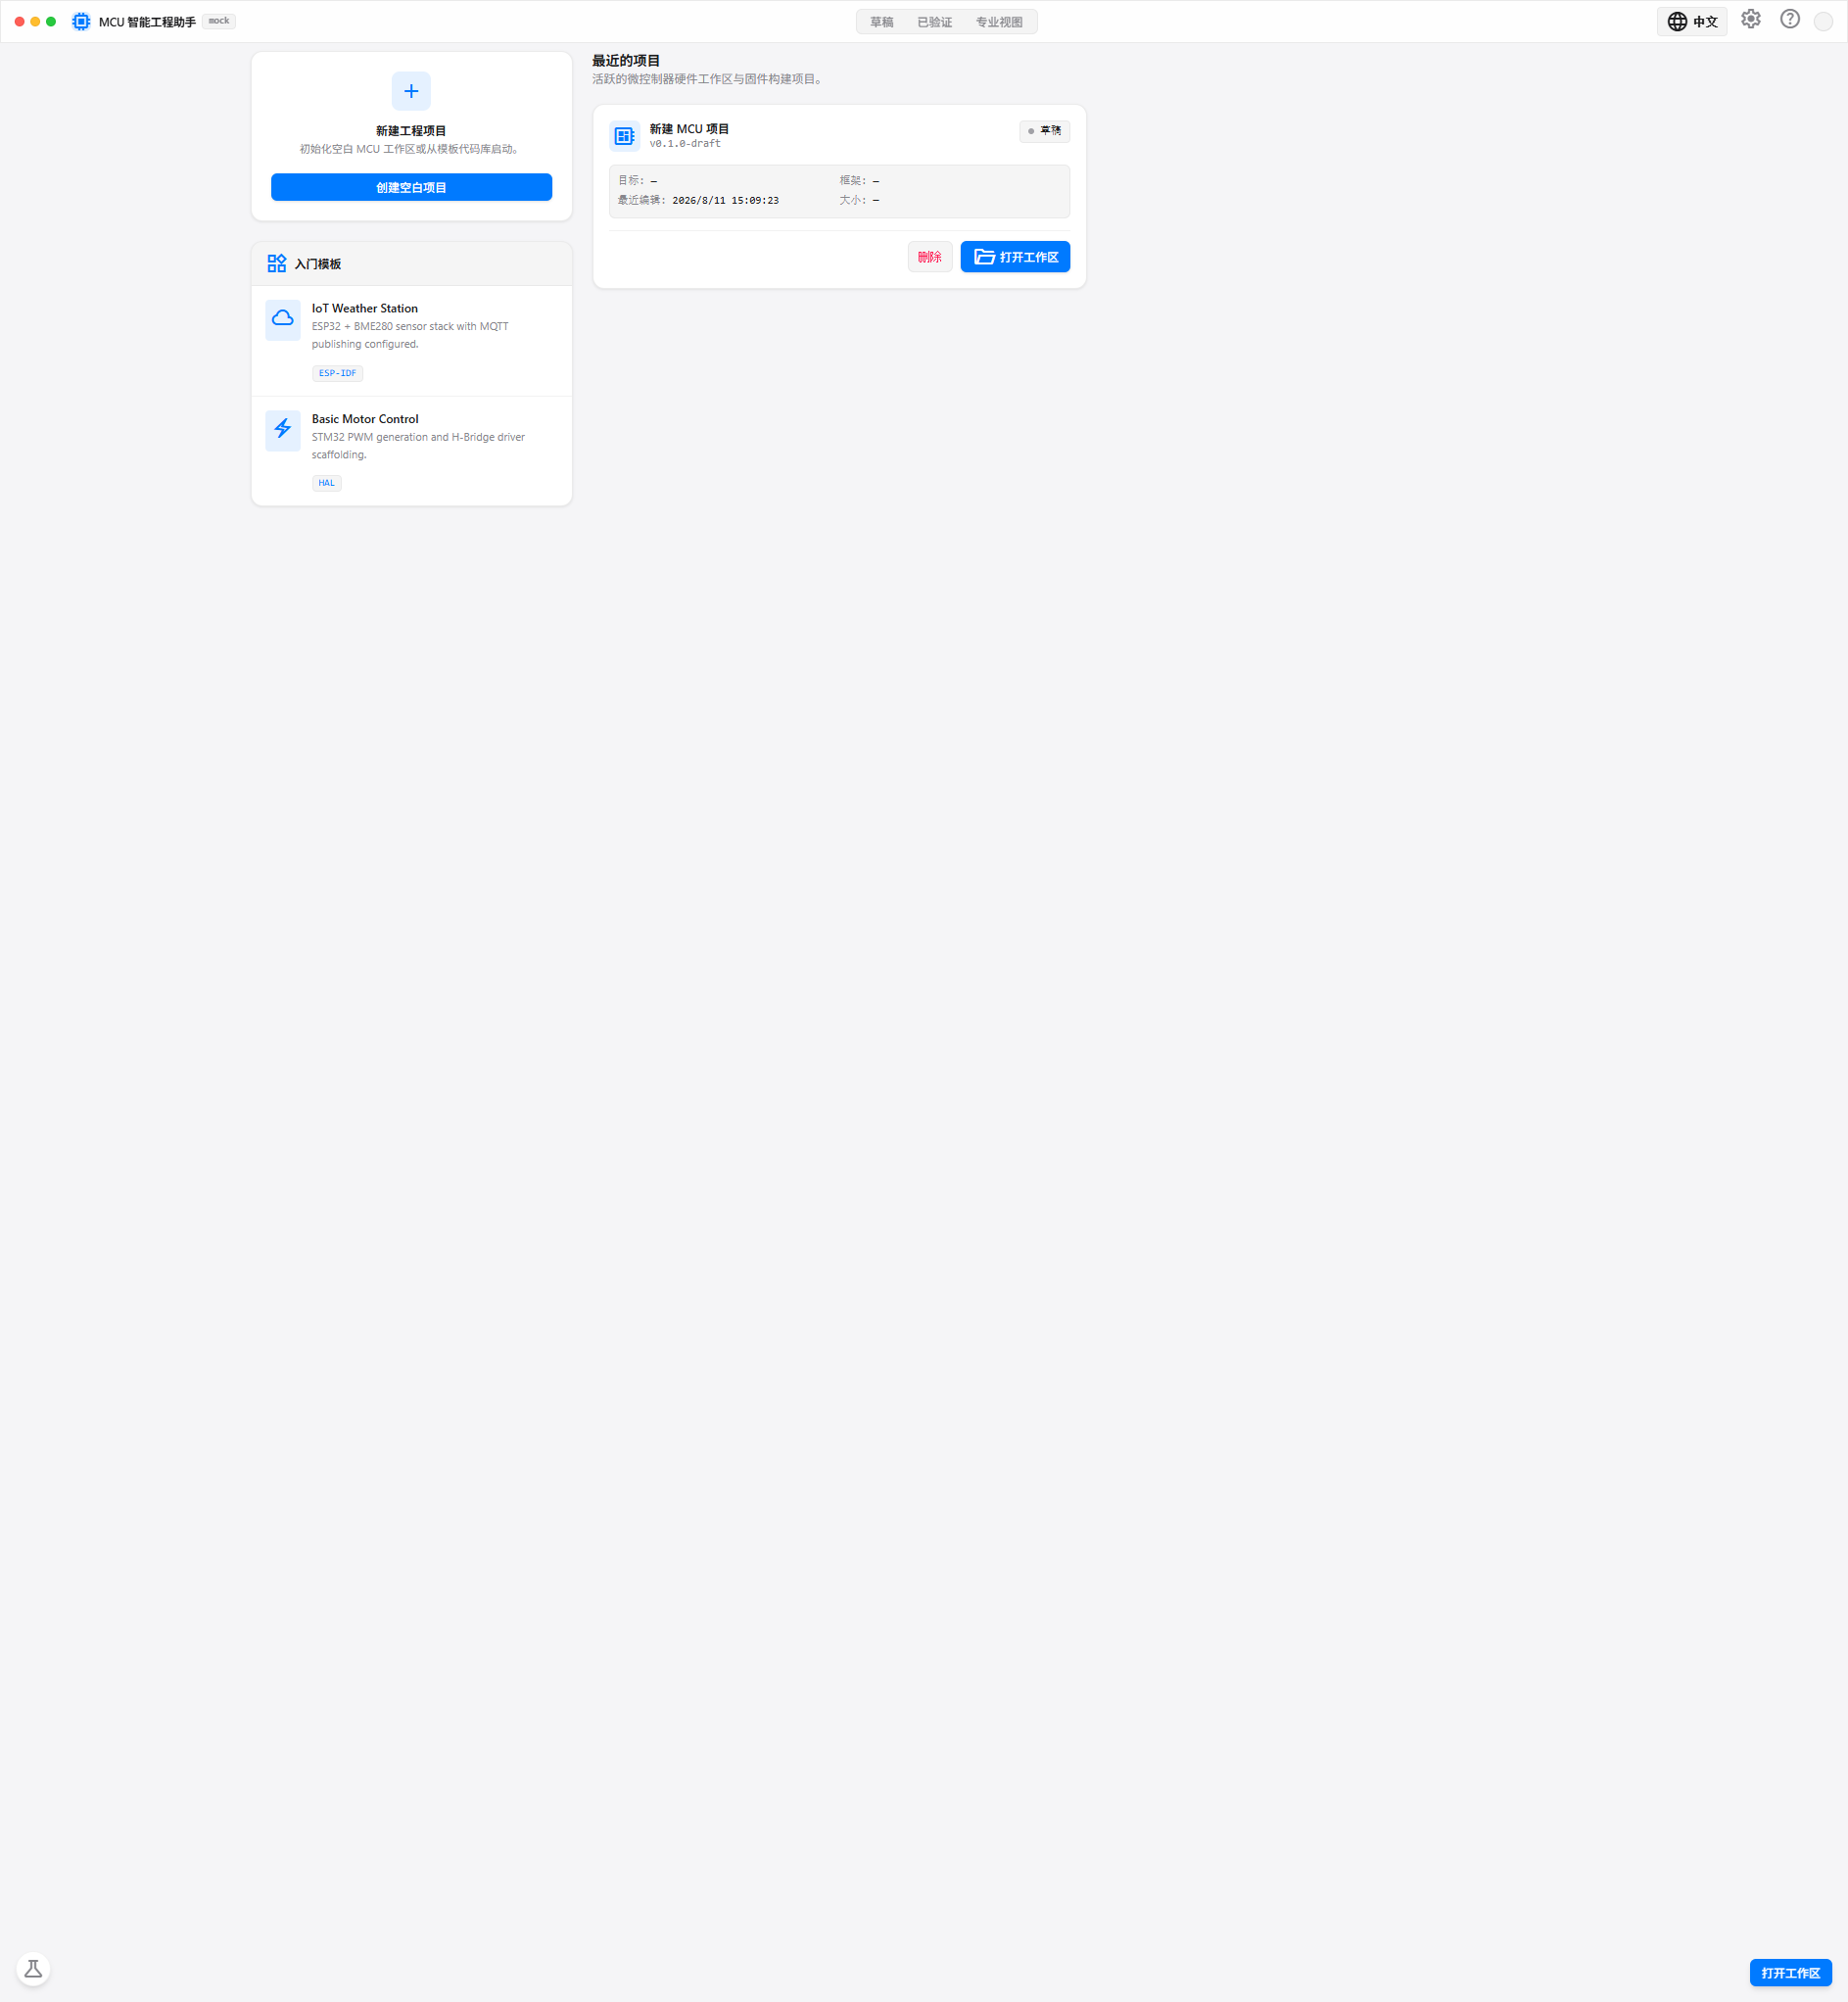 MCU 智能工程助手 mock
草稿 已验证 专业视图
中文
新建工程项目
初始化空白 MCU 工作区或从模板代码库启动。
创建空白项目
入门模板
IoT Weather Station
ESP32 + BME280 sensor stack with MQTT
publishing configured.
ESP-IDF
Basic Motor Control
STM32 PWM generation and H-Bridge driver
scaffolding.
HAL
最近的项目
活跃的微控制器硬件工作区与固件构建项目。
新建 MCU 项目
v0.1.0-draft
草稿
目标: — 框架: —
最近编辑: 2026/8/11 15:09:23 大小: —
删除 打开工作区
打开工作区